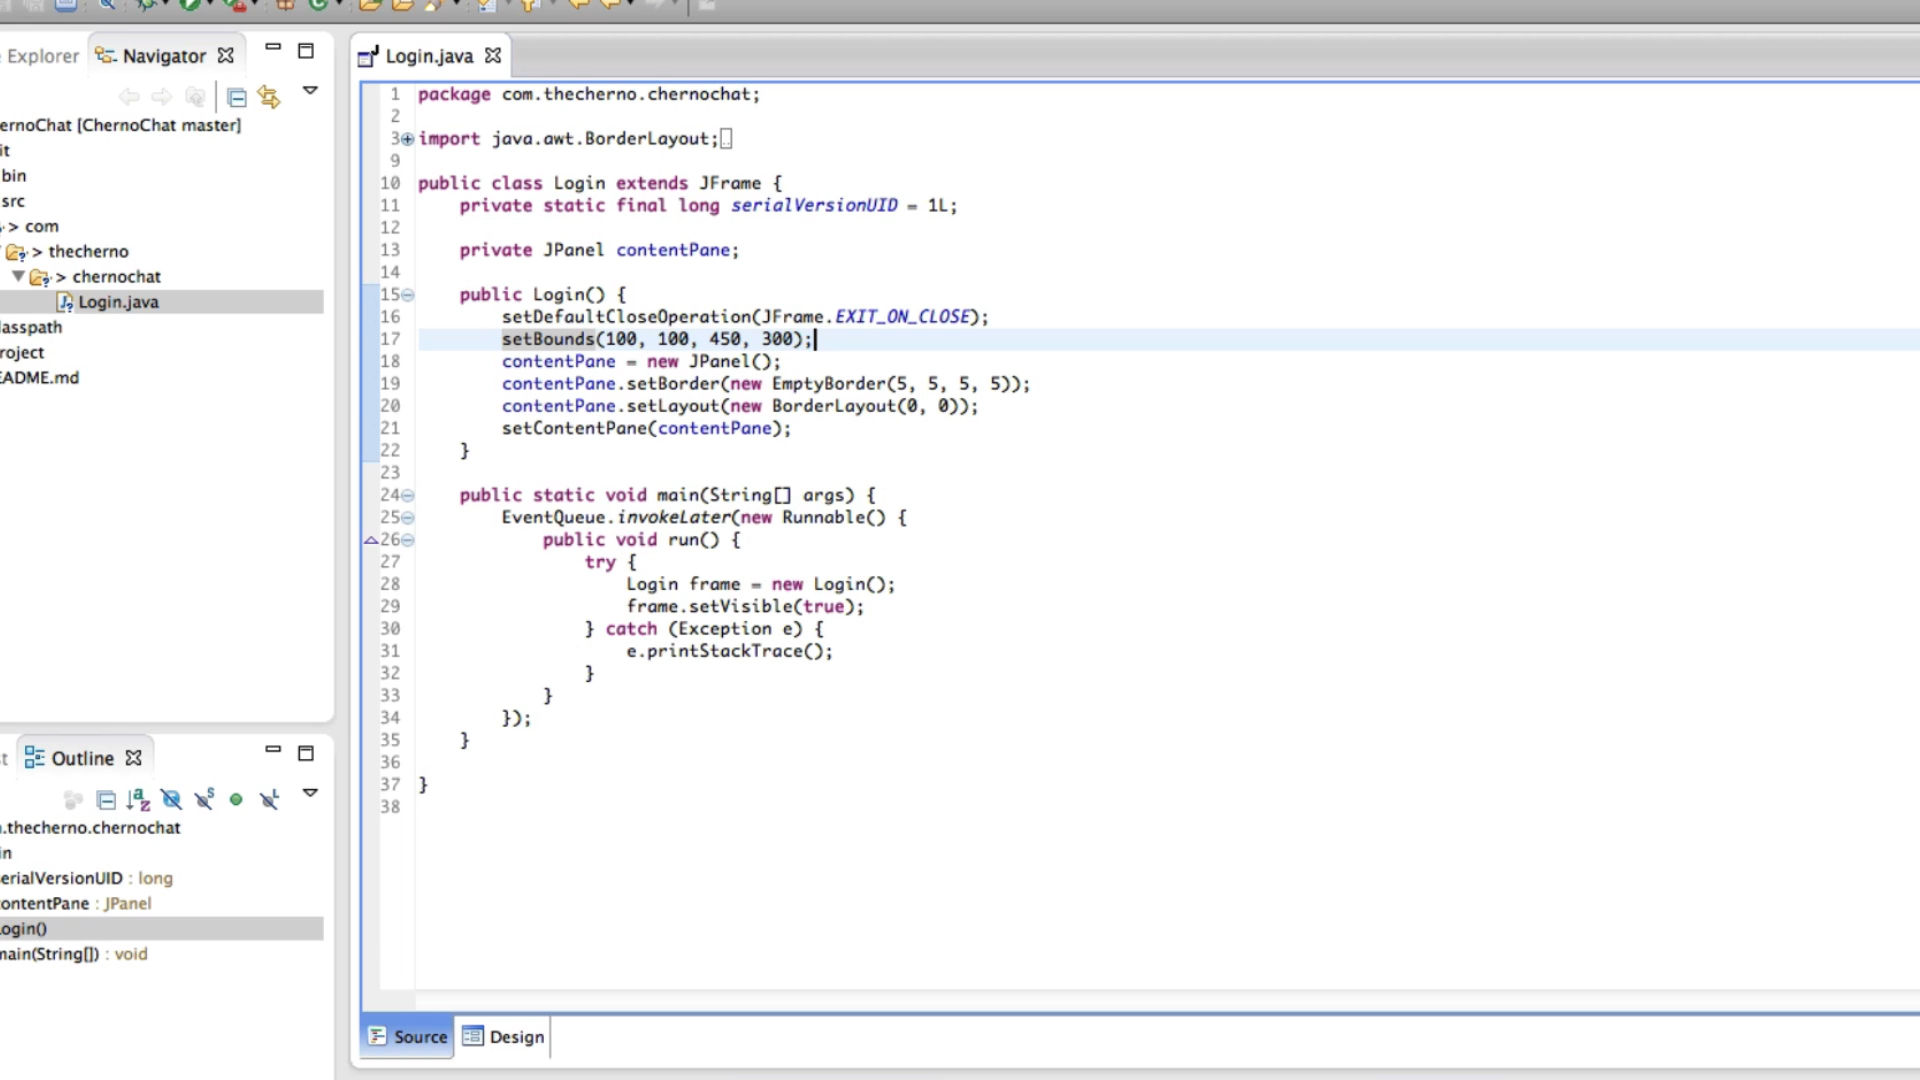 Explorer
Navigator
ernoChat [ChernoChat master]
it
bin
src
> com
> thecherno
> chernochat
Login.java
lasspath
roject
EADME.md
Outline
.thecherno.chernochat
in
erialVersionUID : long
ontentPane : JPanel
Login()
main(String[]) : void
Login.java
1 package com.thecherno.chernochat;
2
3 import java.awt.BorderLayout;
9
10 public class Login extends JFrame {
11     private static final long serialVersionUID = 1L;
12
13     private JPanel contentPane;
14
15     public Login() {
16         setDefaultCloseOperation(JFrame.EXIT_ON_CLOSE);
17         setBounds(100, 100, 450, 300);
18         contentPane = new JPanel();
19         contentPane.setBorder(new EmptyBorder(5, 5, 5, 5));
20         contentPane.setLayout(new BorderLayout(0, 0));
21         setContentPane(contentPane);
22     }
23
24     public static void main(String[] args) {
25         EventQueue.invokeLater(new Runnable() {
26             public void run() {
27                 try {
28                     Login frame = new Login();
29                     frame.setVisible(true);
30                 } catch (Exception e) {
31                     e.printStackTrace();
32                 }
33             }
34         });
35     }
36
37 }
38
Source
Design